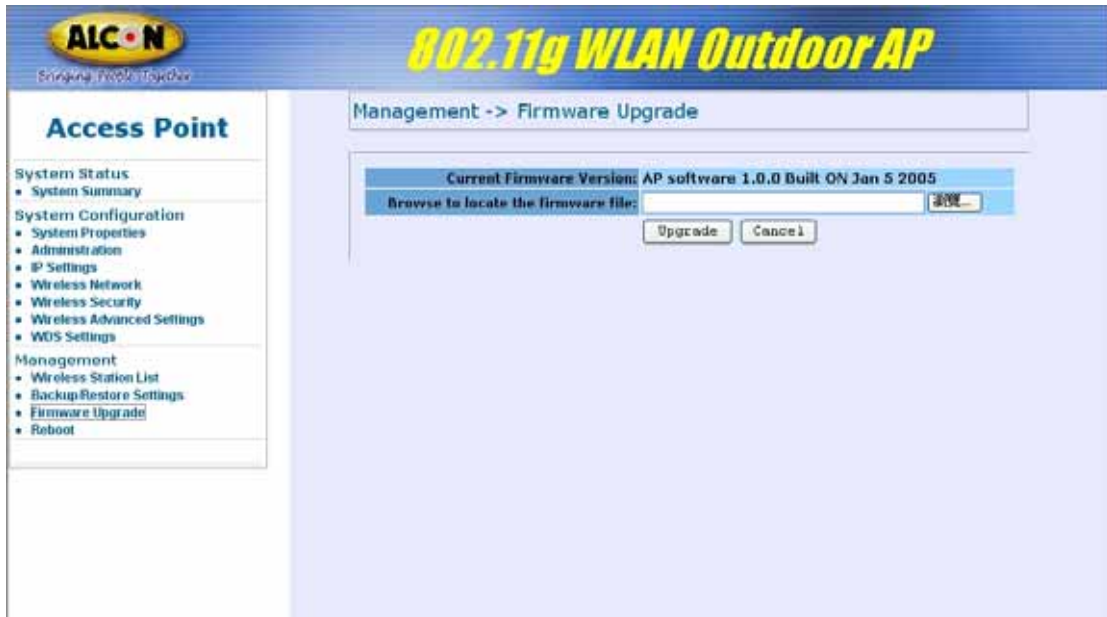 ALCON
Bringing People Together
802.11g WLAN Outdoor AP
Access Point
System Status
System Summary
System Configuration
System Properties
Administration
IP Settings
Wireless Network
Wireless Security
Wireless Advanced Settings
WDS Settings
Management
Wireless Station List
Backup/Restore Settings
Firmware Upgrade
Reboot
Management -> Firmware Upgrade
Current Firmware Version: AP software 1.0.0 Built ON Jan 5 2005
Browse to locate the firmware file: 瀏覽...
Upgrade Cancel